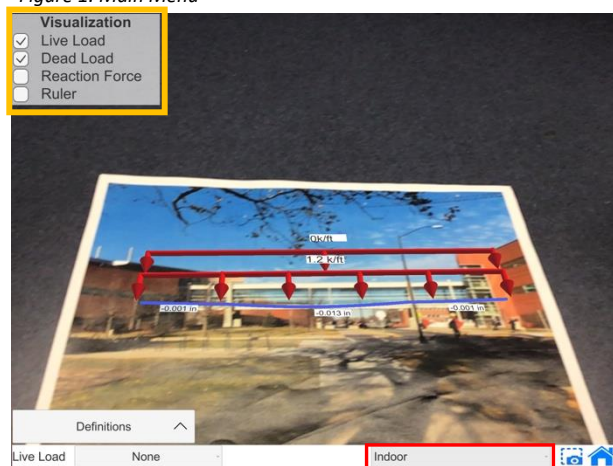 Figure 1: Main Menu
Visualization
Live Load
Dead Load
Reaction Force
Ruler
0k/ft
1.2 k/ft
-0.001 in
-0.013 in
-0.001 in
Definitions
Live Load
None
Indoor